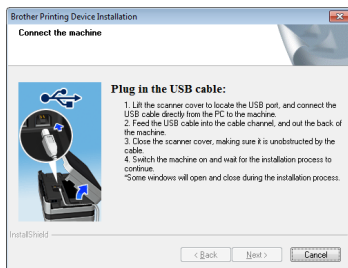 Brother Printing Device Installation
Connect the machine
Plug in the USB cable:
1. Lift the scanner cover to locate the USB port, and connect the
USB cable directly from the PC to the machine.
2. Feed the USB cable into the cable channel, and out the back of
the machine.
3. Close the scanner cover, making sure it is unobstructed by the
cable.
4. Switch the machine on and wait for the installation process to
continue.
*Some windows will open and close during the installation process.
InstallShield
< Back
Next >
Cancel